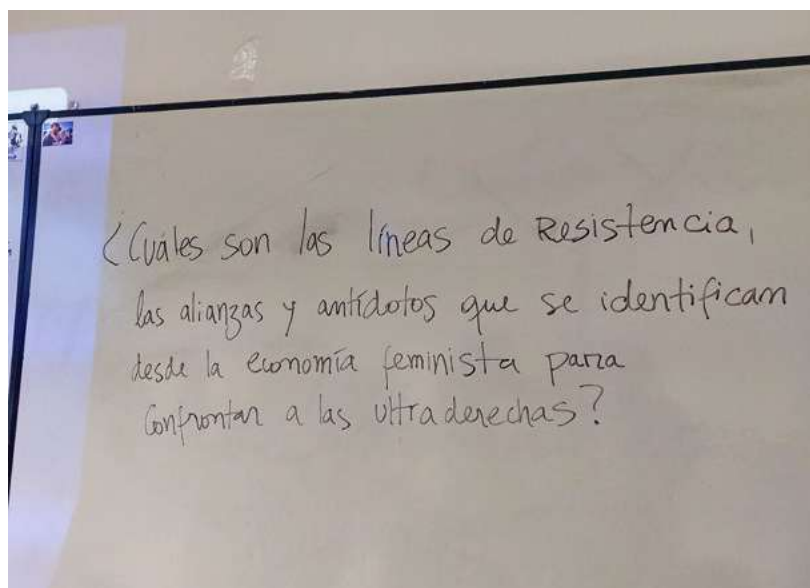 ¿Cuáles son las líneas de Resistencia,
las alianzas y antídotos que se identifican
desde la economía feminista para
confrontar a las ultraderechas?